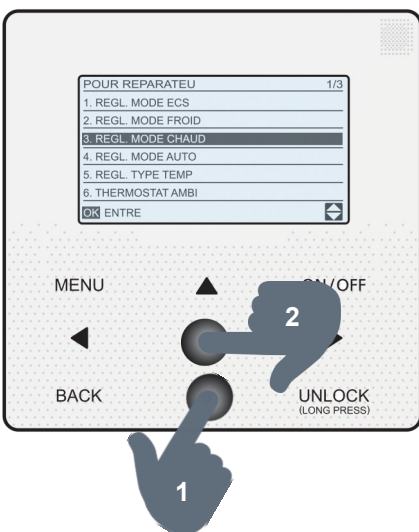 POUR REPARATEU 1/3
1. REGL. MODE ECS
2. REGL. MODE FROID
3. REGL. MODE CHAUD
4. REGL. MODE AUTO
5. REGL. TYPE TEMP
6. THERMOSTAT AMBI
OK ENTRE
MENU ON/OFF
2
BACK UNLOCK
(LONG PRESS)
1